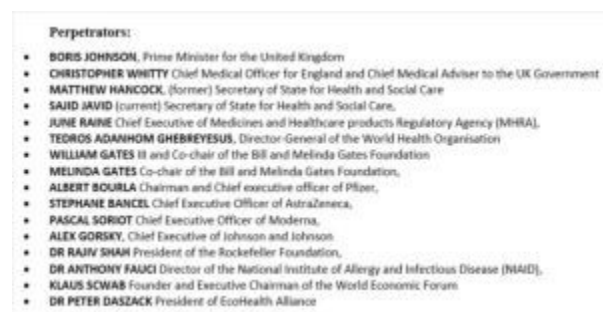 Perpetrators:
BORIS JOHNSON, Prime Minister for the United Kingdom
CHRISTOPHER WHITTY Chief Medical Officer for England and Chief Medical Adviser to the UK Government
MATTHEW HANCOCK, (former) Secretary of State for Health and Social Care
SAJID JAVID (current) Secretary of State for Health and Social Care,
JUNE RAINE Chief Executive of Medicines and Healthcare products Regulatory Agency (MHRA),
TEDROS ADANHOM GHEBREYESUS, Director-General of the World Health Organisation
WILLIAM GATES III and Co-chair of the Bill and Melinda Gates Foundation
MELINDA GATES Co-chair of the Bill and Melinda Gates Foundation,
ALBERT BOURLA Chairman and Chief executive officer of Pfizer,
STEPHANE BANCEL Chief Executive Officer of AstraZeneca,
PASCAL SORIOT Chief Executive Officer of Moderna,
ALEX GORSKY, Chief Executive of Johnson and Johnson
DR RAJIV SHAH President of the Rockefeller Foundation,
DR ANTHONY FAUCI Director of the National Institute of Allergy and Infectious Disease (NIAID),
KLAUS SCWAB Founder and Executive Chairman of the World Economic Forum
DR PETER DASZACK President of EcoHealth Alliance